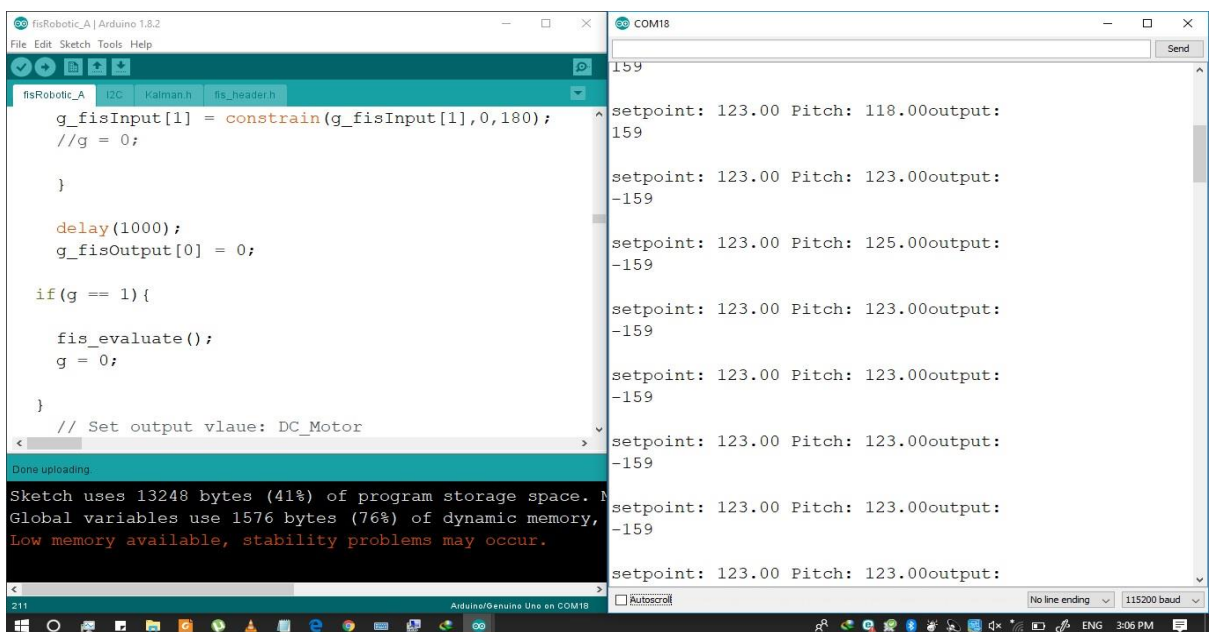 fisRobotic_A | Arduino 1.8.2
File Edit Sketch Tools Help
fisRobotic_A I2C Kalman.h fis_header.h
g_fisInput[1] = constrain(g_fisInput[1],0,180);
//g = 0;
}
delay(1000);
g_fisOutput[0] = 0;
if(g == 1){
fis_evaluate();
g = 0;
}
// Set output vlaue: DC_Motor
Done uploading.
Sketch uses 13248 bytes (41%) of program storage space.
Global variables use 1576 bytes (76%) of dynamic memory,
Low memory available, stability problems may occur.
211
Arduino/Genuino Uno on COM18
COM18
Send
159
setpoint: 123.00 Pitch: 118.00output:
159
setpoint: 123.00 Pitch: 123.00output:
-159
setpoint: 123.00 Pitch: 125.00output:
-159
setpoint: 123.00 Pitch: 123.00output:
-159
setpoint: 123.00 Pitch: 123.00output:
-159
setpoint: 123.00 Pitch: 123.00output:
-159
setpoint: 123.00 Pitch: 123.00output:
-159
setpoint: 123.00 Pitch: 123.00output:
Autoscroll
No line ending
115200 baud
ENG 3:06 PM